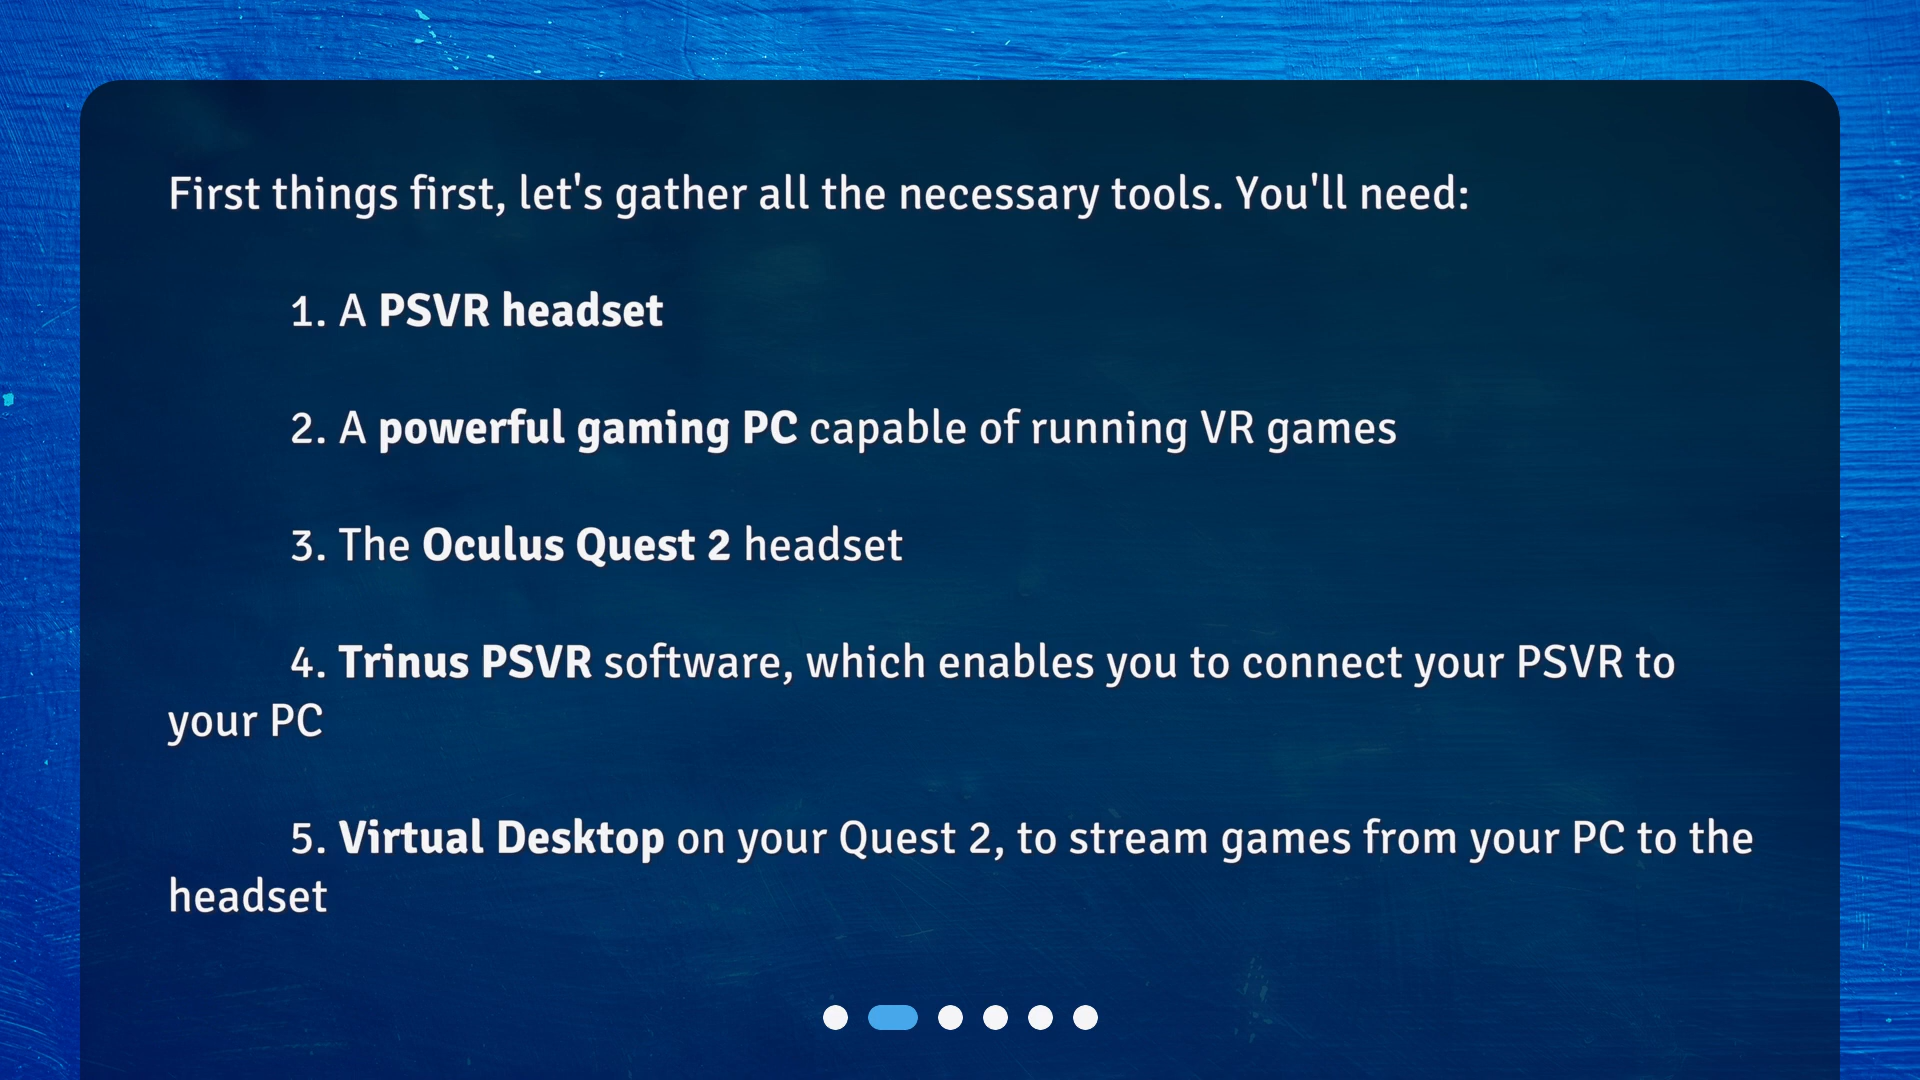 First things first, let's gather all the necessary tools. You'll need:
1. A PSVR headset
2. A powerful gaming PC capable of running VR games
3. The Oculus Quest 2 headset
4. Trinus PSVR software, which enables you to connect your PSVR to
your PC
5. Virtual Desktop on your Quest 2, to stream games from your PC to the
headset